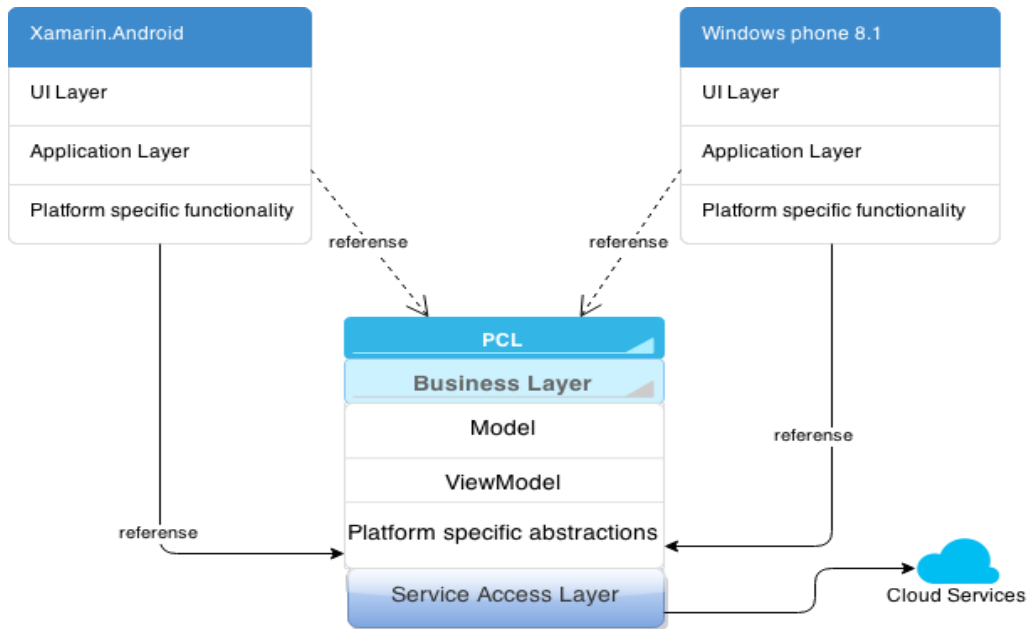 Xamarin.Android
UI Layer
Application Layer
Platform specific functionality
Windows phone 8.1
UI Layer
Application Layer
Platform specific functionality
referense
referense
PCL
Business Layer
Model
ViewModel
Platform specific abstractions
Service Access Layer
referense
referense
Cloud Services